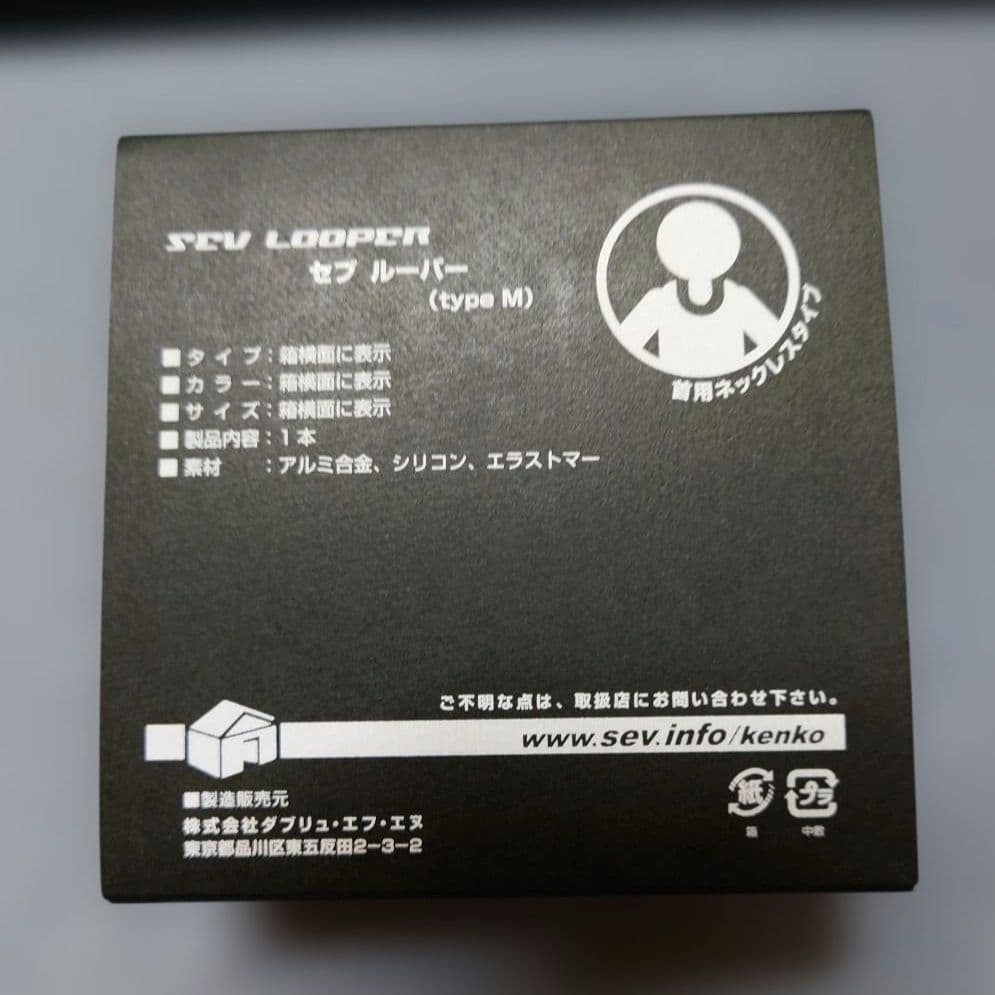 SEV LOOPER
セブ ルーパー
（type M）
首用ネックレスタイプ
■タイプ：箱横面に表示
■カラー：箱横面に表示
■サイズ：箱横面に表示
■製品内容：1本
■素材　：アルミ合金、シリコン、エラストマー
ご不明な点は、取扱店にお問い合わせ下さい。
www.sev.info/kenko
■製造販売元
株式会社ダブリュ・エフ・エヌ
東京都品川区東五反田2-3-2
紙
箱
プラ
中敷